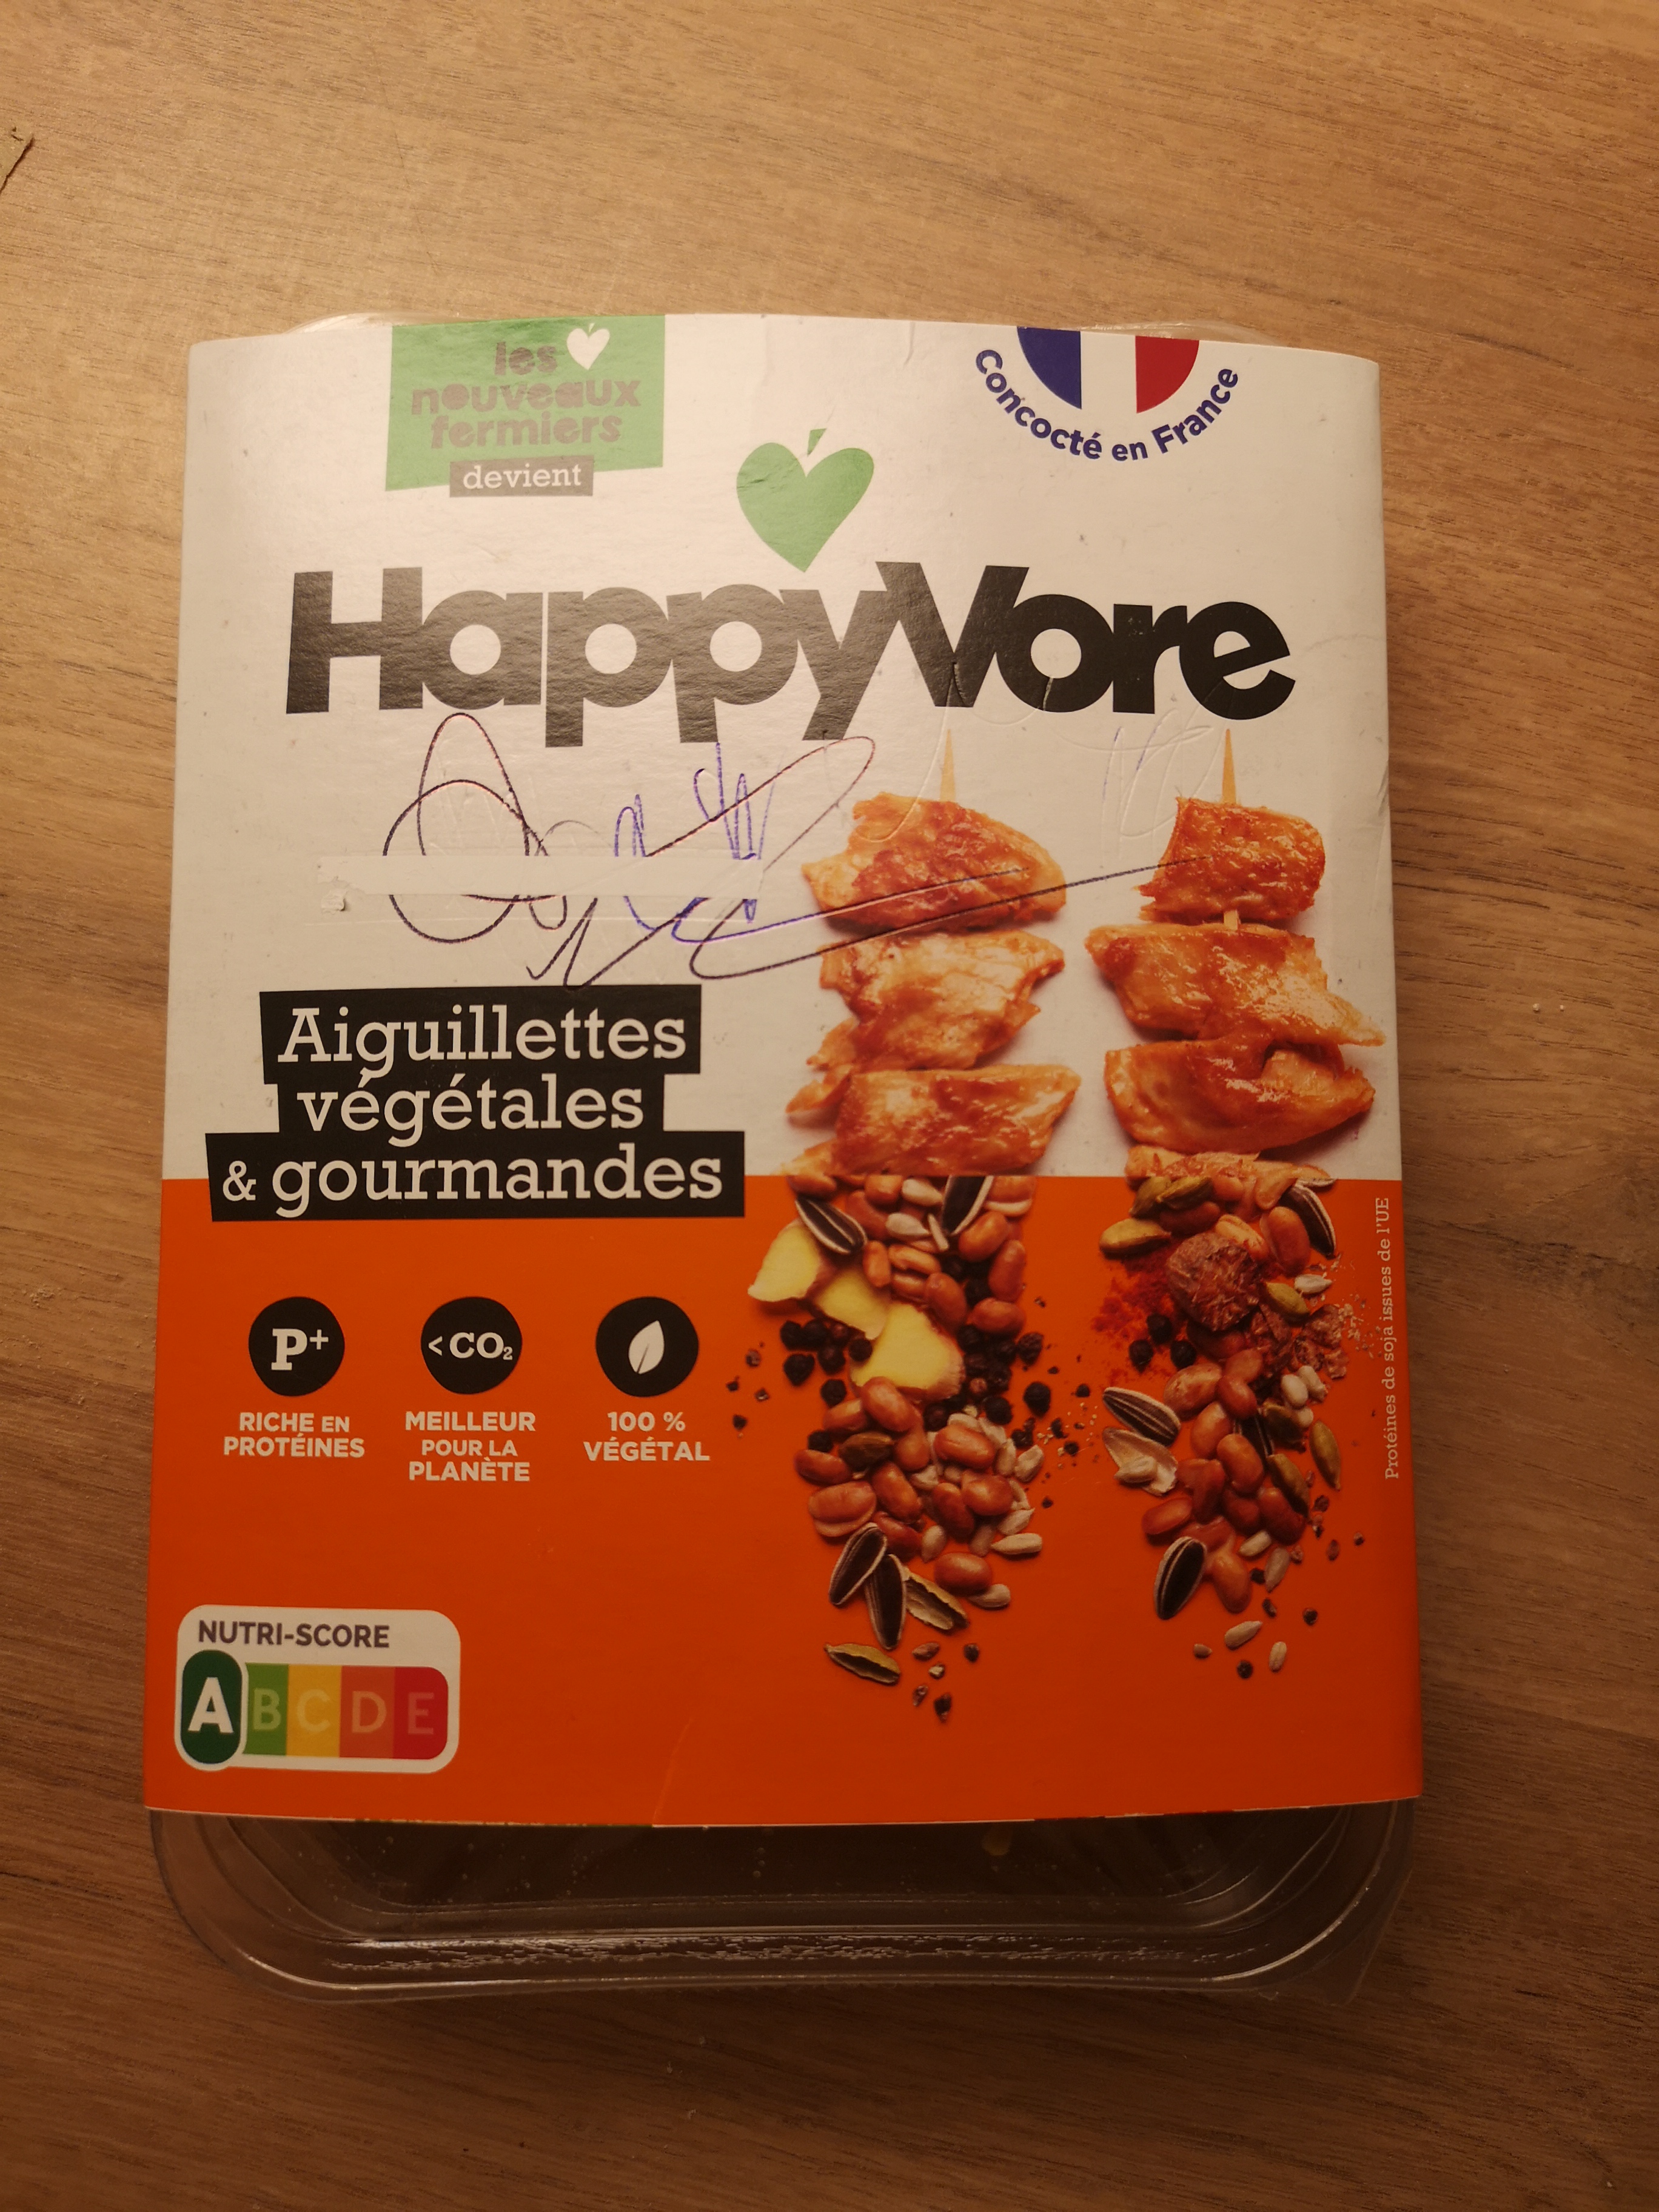 les
nouveaux
fermiers
devient
Concocté en France
HappyVore
Aiguillettes
végétales
& gourmandes
P+
RICHE EN
PROTÉINES
< CO₂
MEILLEUR
POUR LA
PLANÈTE
100 %
VÉGÉTAL
Protéines de soja issues de l'UE
NUTRI-SCORE
A B C D E